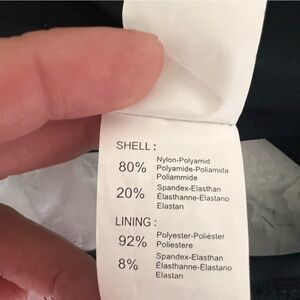 SHELL :
80% Nylon-Polyamid
Polyamide-Poliamida
Poliammide
20% Spandex-Elasthan
Élasthanne-Elastano
Elastan
LINING :
92% Polyester-Poliéster
Poliestere
8% Spandex-Elasthan
Élasthanne-Elastano
Elastan